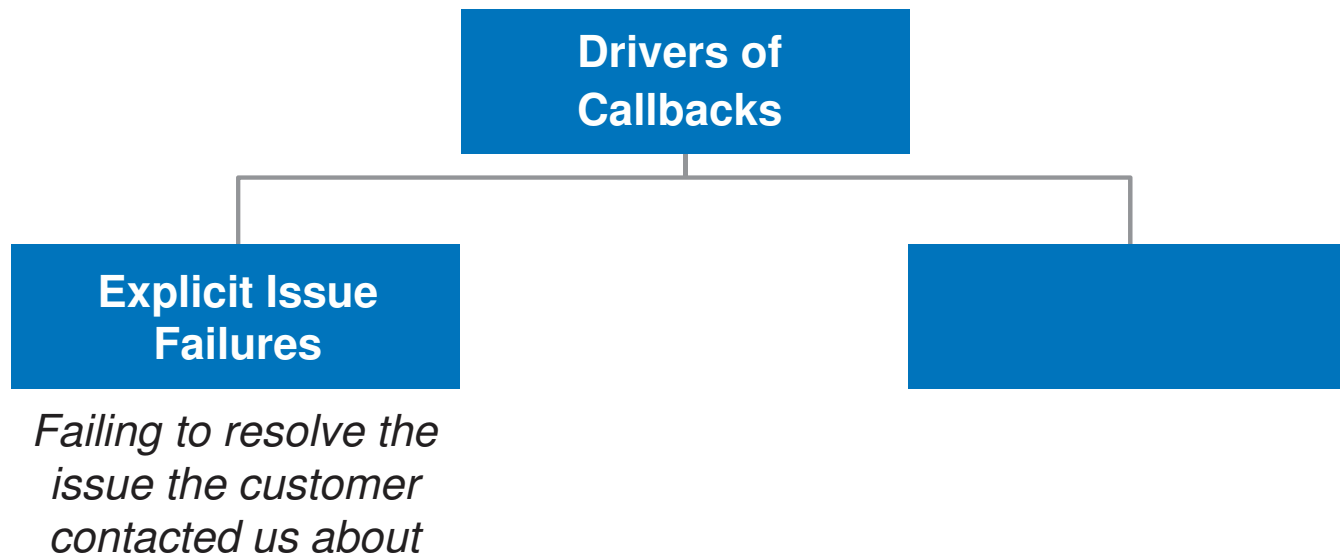 Drivers of
Callbacks
Explicit Issue
Failures
Failing to resolve the
issue the customer
contacted us about